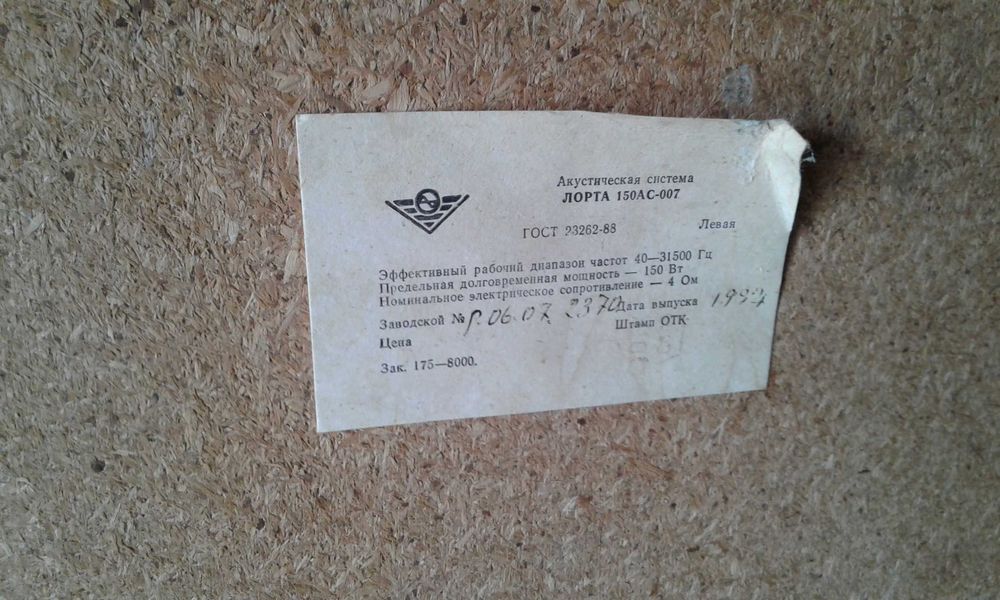 Акустическая система
ЛОРТА 150АС-007
ГОСТ 23262-88 Левая
Эффективный рабочий диапазон частот 40—31500 Гц
Предельная долговременная мощность — 150 Вт
Номинальное электрическое сопротивление — 4 Ом
Заводской № 06.07 2370 Дата выпуска
Цена Штамп ОТК
Зак. 175—8000.